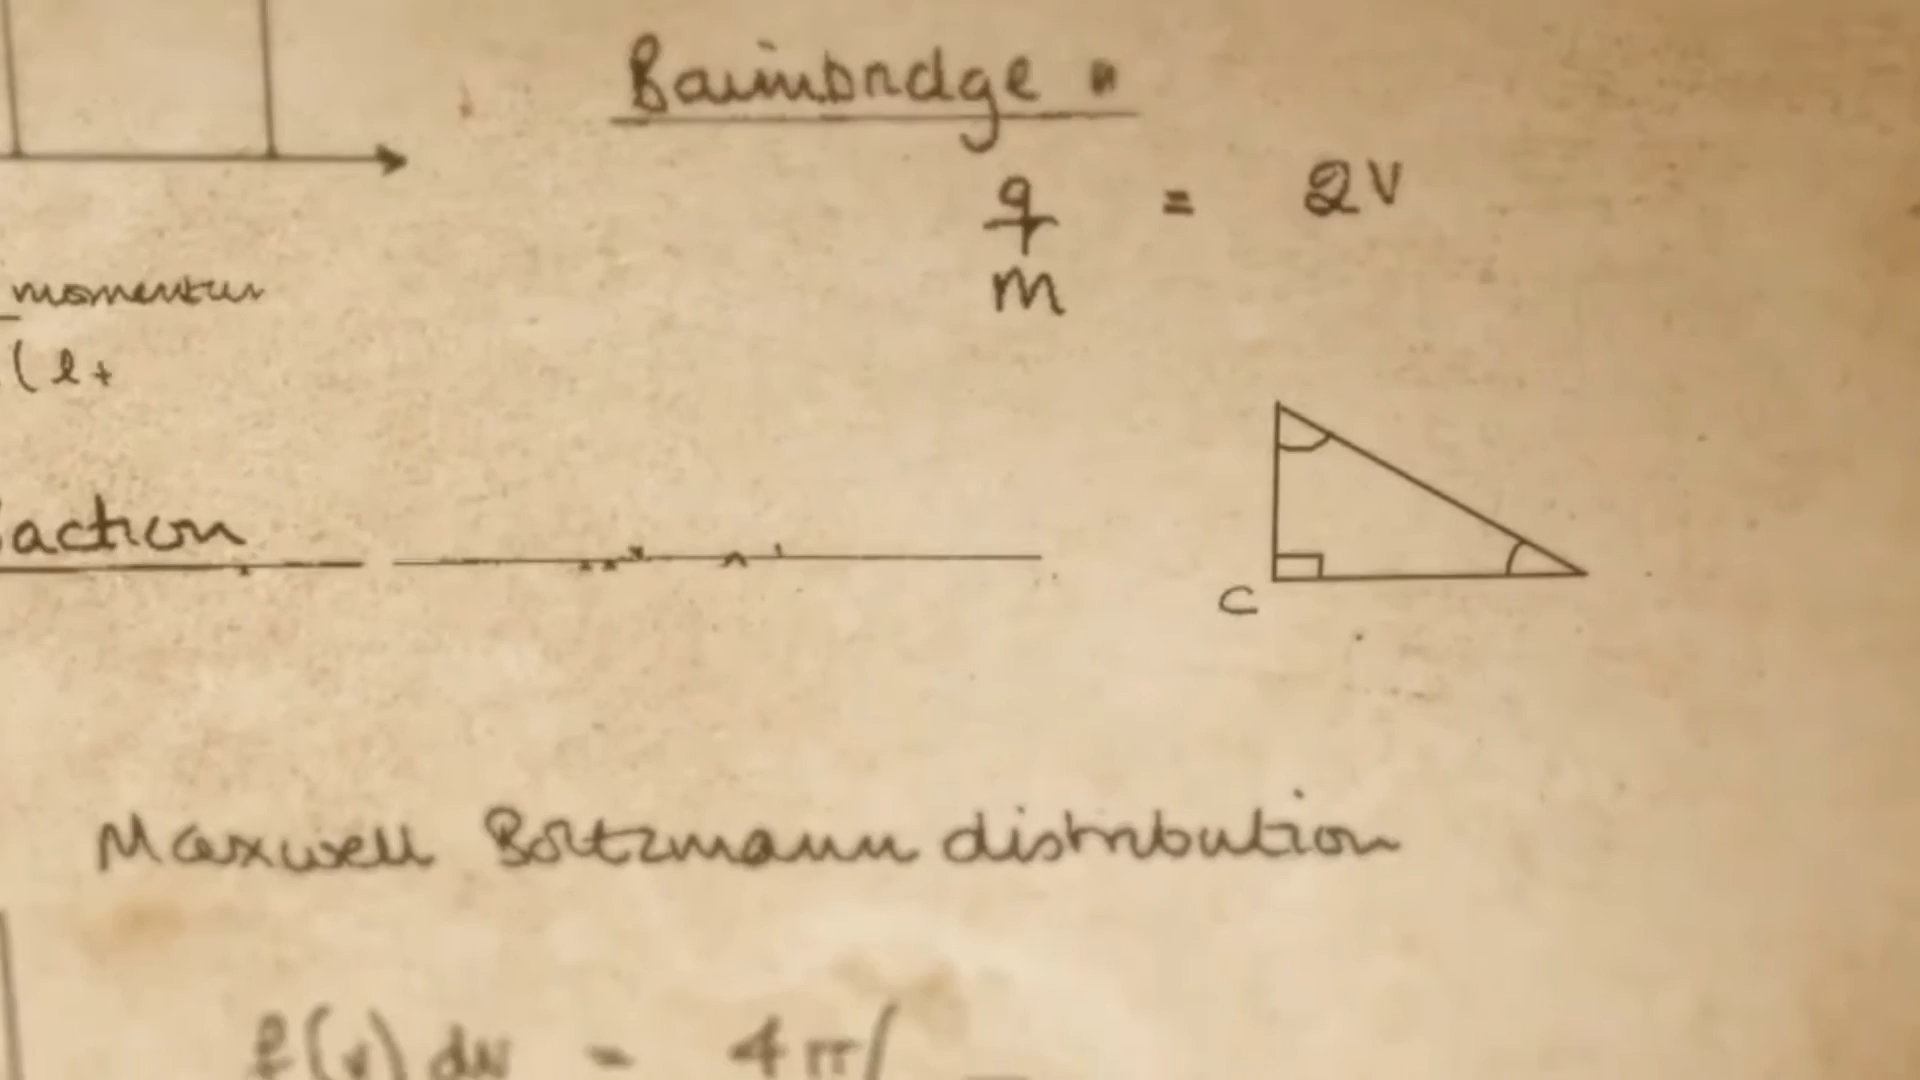 Bainbridge "
q/m = 2V
momentum
(l+
action
C
Maxwell Boltzmann distribution
f(v) dv = 4π(